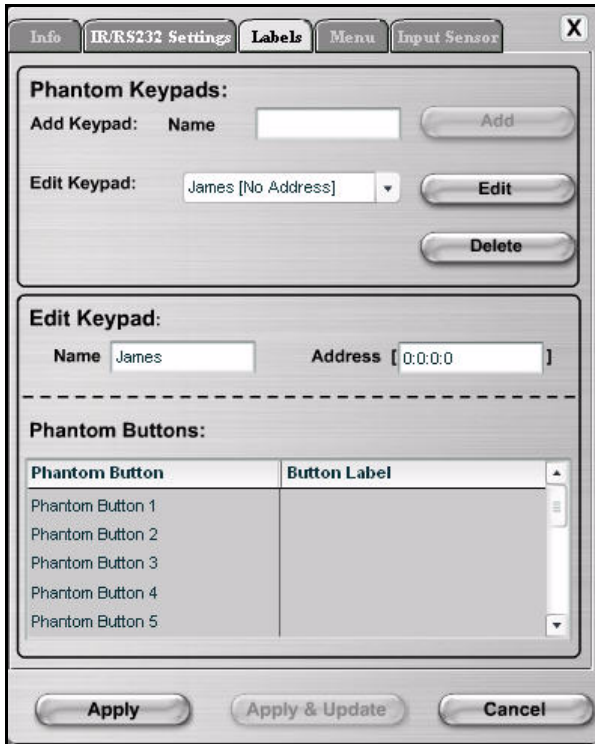 Info IR/RS232 Settings Labels Menu Input Sensor X
Phantom Keypads:
Add Keypad: Name Add
Edit Keypad: James [No Address] Edit
Delete
Edit Keypad:
Name James Address [ 0:0:0:0 ]
Phantom Buttons:
Phantom Button Button Label
Phantom Button 1
Phantom Button 2
Phantom Button 3
Phantom Button 4
Phantom Button 5
Apply Apply & Update Cancel